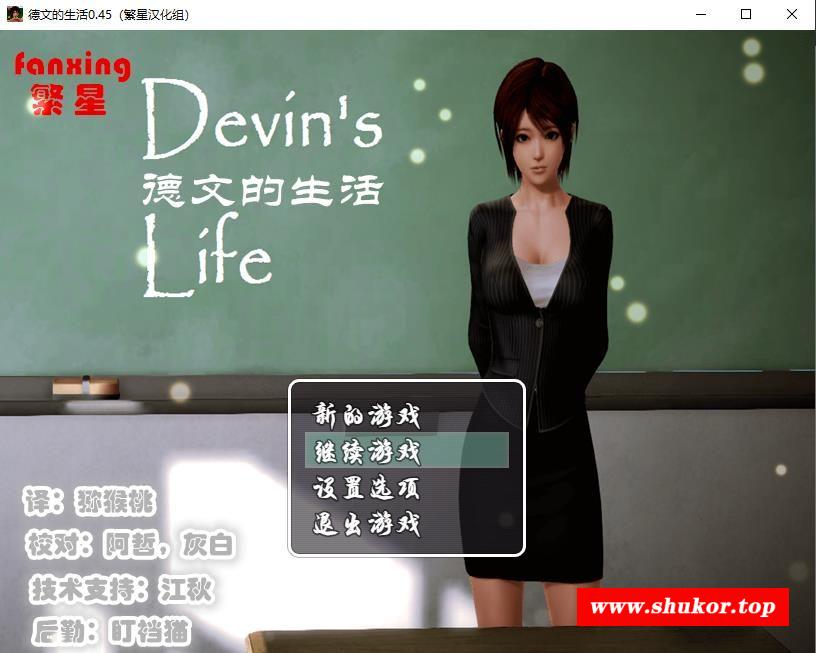 德文的生活0.45（繁星汉化组）
fanxing
繁星
Devin's
德文的生活
Life
新的游戏
继续游戏
设置选项
退出游戏
译：猕猴桃
校对：阿哲，灰白
技术支持：江秋
后勤：盯裆猫
www.shukor.top